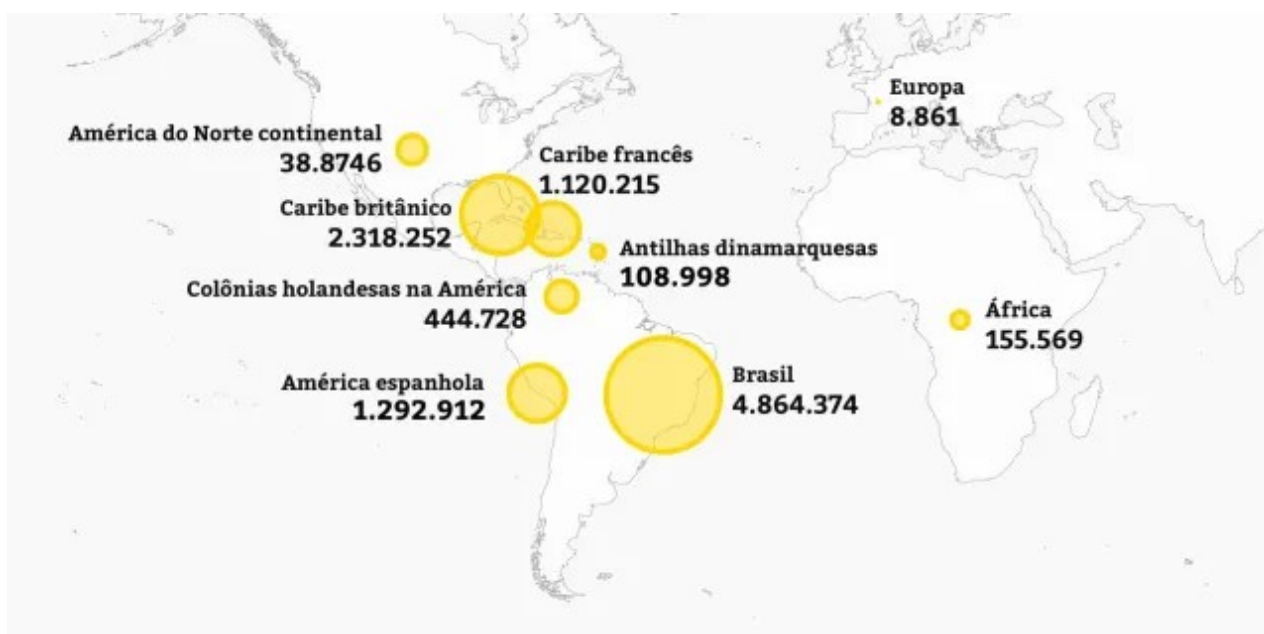 Europa
8.861
América do Norte continental
38.8746
Caribe francês
1.120.215
Caribe britânico
2.318.252
Antilhas dinamarquesas
108.998
Colônias holandesas na América
444.728
África
155.569
América espanhola
1.292.912
Brasil
4.864.374